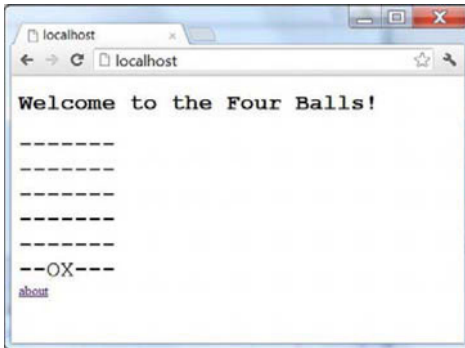 localhost
localhost
Welcome to the Four Balls!
-------
-------
-------
-------
-------
--OX---
about